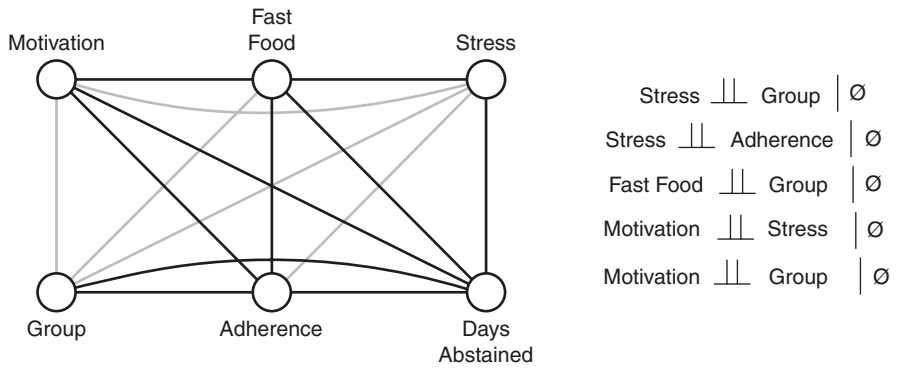 Fast
Food
Motivation
Stress
Group
Adherence
Days
Abstained
Stress ⫫ Group | Ø
Stress ⫫ Adherence | Ø
Fast Food ⫫ Group | Ø
Motivation ⫫ Stress | Ø
Motivation ⫫ Group | Ø